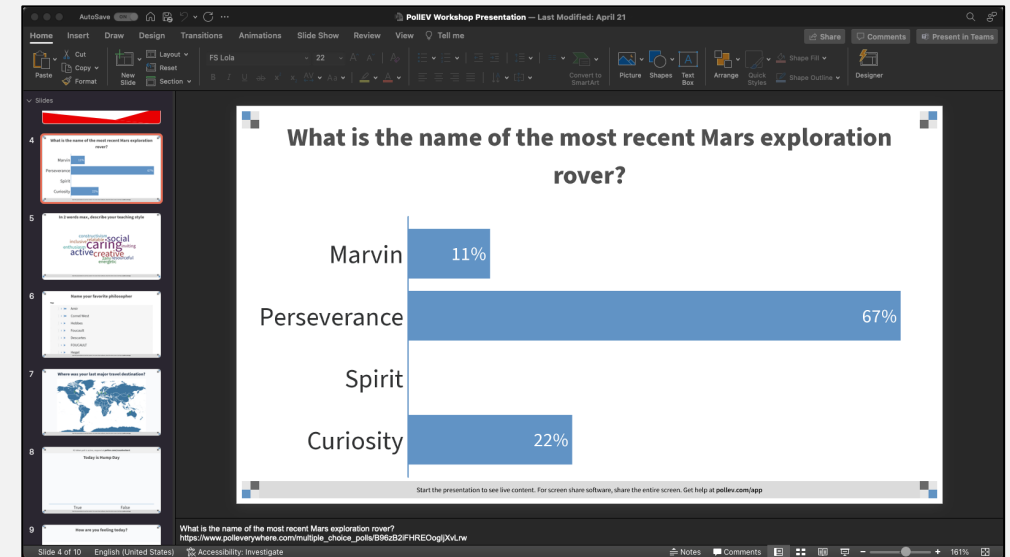 AutoSave ON
PollEV Workshop Presentation — Last Modified: April 21
Home Insert Draw Design Transitions Animations Slide Show Review View Tell me
Share Comments Present in Teams
Paste
Cut
Copy
Format
New Slide
Layout
Reset
Section
FS Lola 22
Convert to SmartArt
Picture Shapes Text Box
Arrange Quick Styles
Shape Fill
Shape Outline
Designer
Slides
4
What is the name of the most recent Mars exploration rover?
Marvin
Perseverance
Spirit
Curiosity
5
In 2 words max, describe your teaching style
social
caring
active creative
6
Name your favorite philosopher
7
Where was your last major travel destination?
8
Today is Hump Day
True False
9
How are you feeling today?
What is the name of the most recent Mars exploration
rover?
Marvin 11%
Perseverance 67%
Spirit
Curiosity 22%
Start the presentation to see live content. For screen share software, share the entire screen. Get help at pollev.com/app
What is the name of the most recent Mars exploration rover?
Slide 4 of 10 English (United States) Accessibility: Investigate Notes Comments 161%